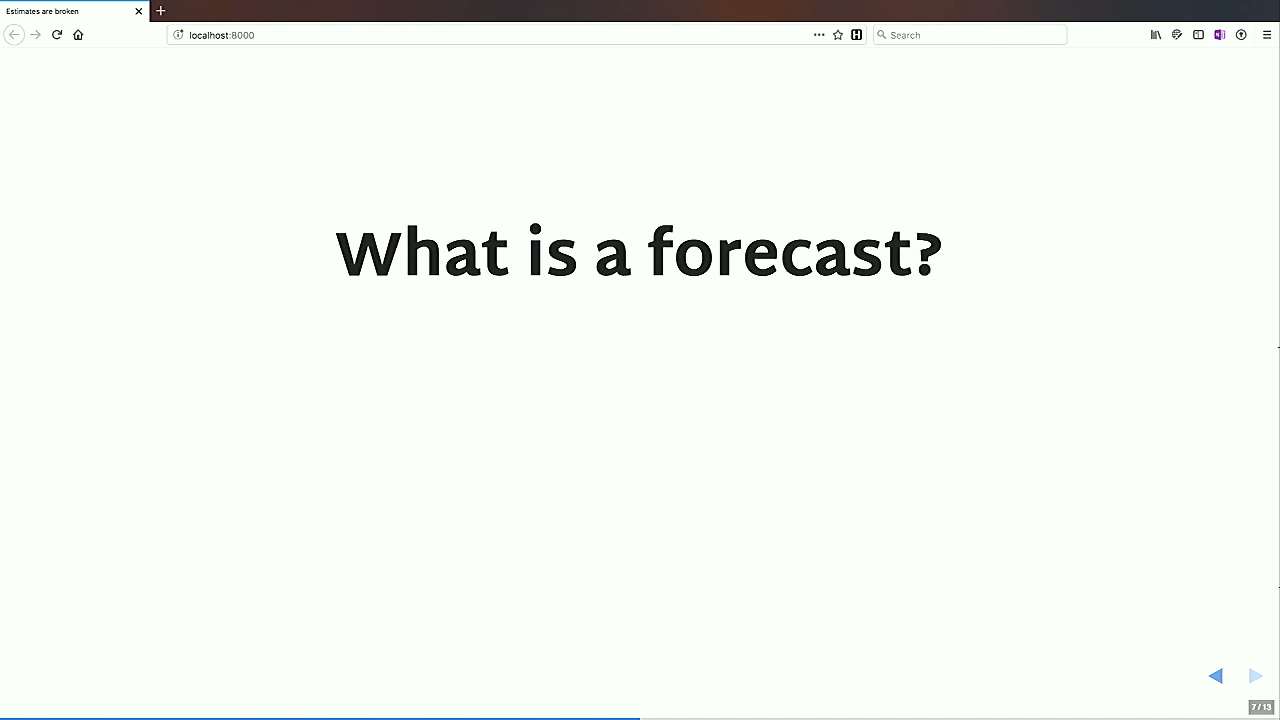 Estimates are broken
localhost:8000
Search
What is a forecast?
7 / 13